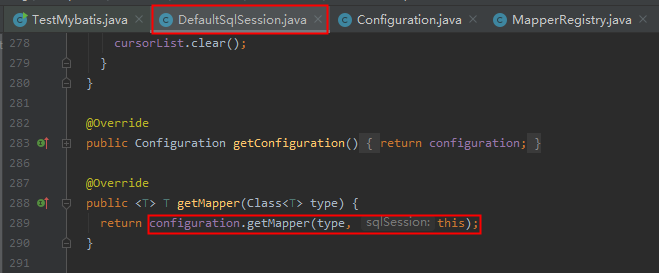 TestMybatis.java × DefaultSqlSession.java × Configuration.java × MapperRegistry.java ×
278 cursorList.clear();
279 }
280 }
281
282 @Override
283 public Configuration getConfiguration() { return configuration; }
286
287 @Override
288 public <T> T getMapper(Class<T> type) {
289 return configuration.getMapper(type, sqlSession: this);
290 }
291